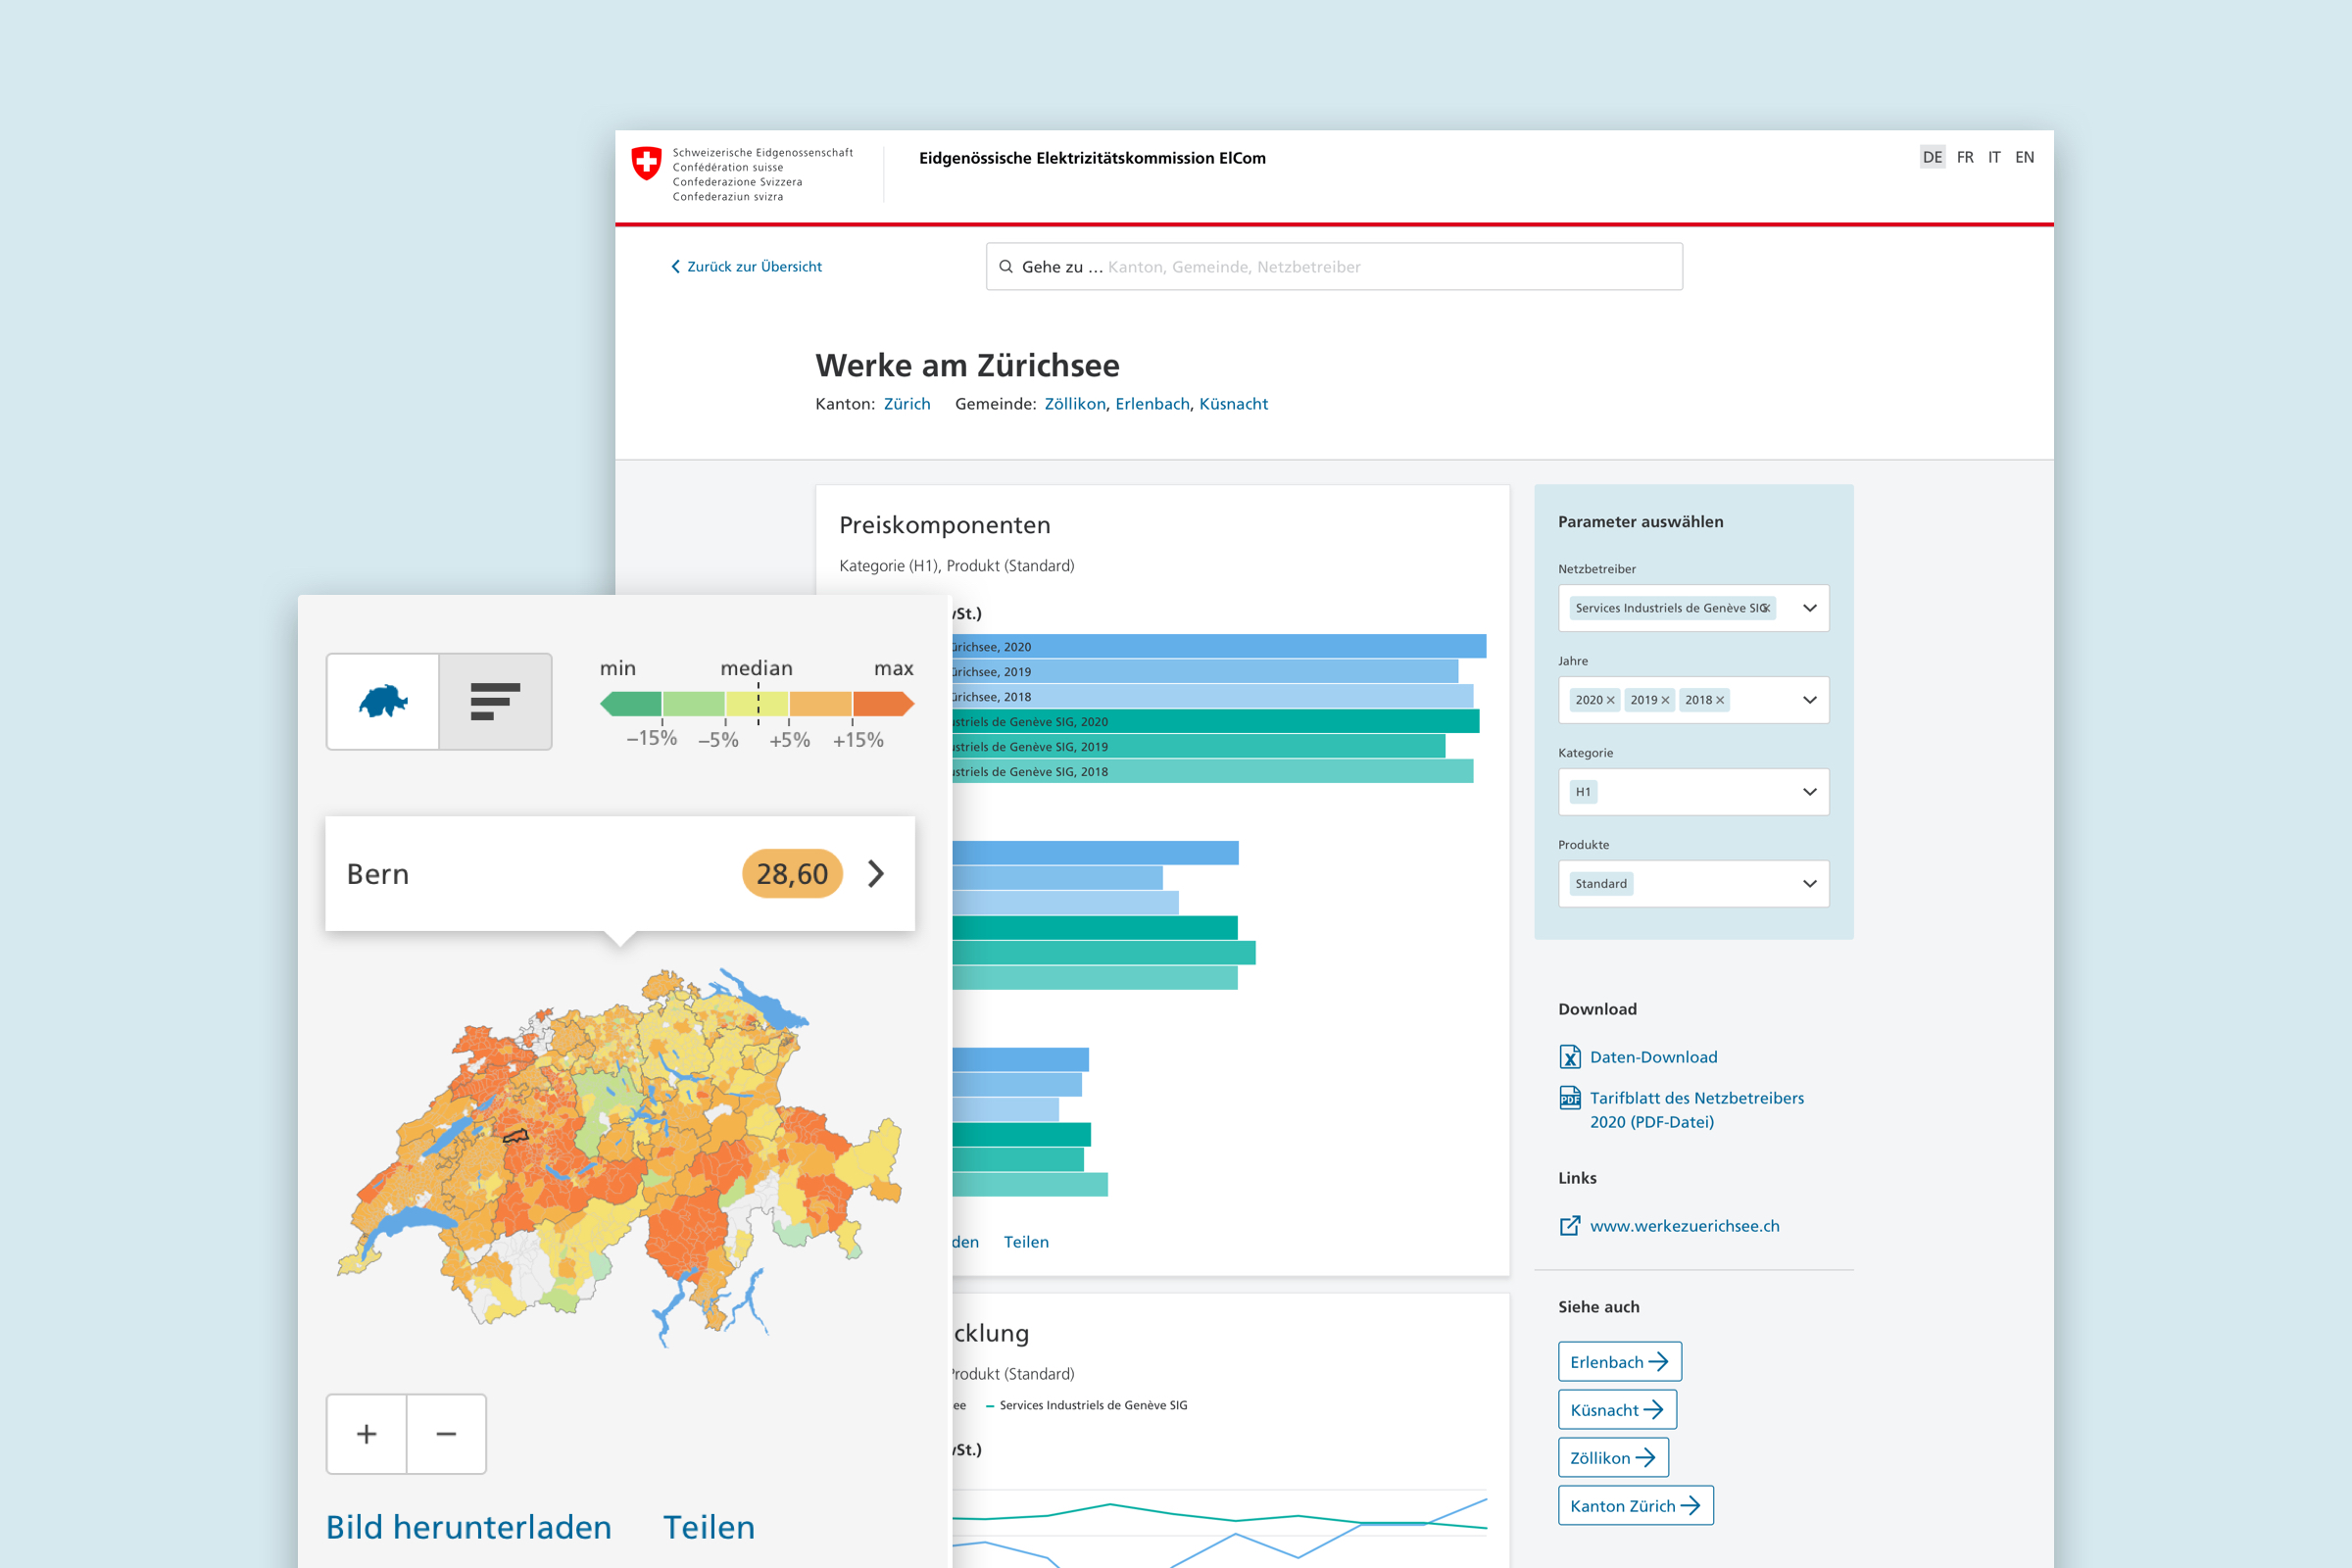 Schweizerische Eidgenossenschaft
Confédération suisse
Confederazione Svizzera
Confederaziun svizra
Eidgenössische Elektrizitätskommission ElCom
DE FR IT EN
Zurück zur Übersicht
Gehe zu ... Kanton, Gemeinde, Netzbetreiber
Werke am Zürichsee
Kanton: Zürich Gemeinde: Zöllikon, Erlenbach, Küsnacht
Preiskomponenten
Kategorie (H1), Produkt (Standard)
St.)
ürichsee, 2020
ürichsee, 2019
ürichsee, 2018
striels de Genève SIG, 2020
ustriels de Genève SIG, 2019
ustriels de Genève SIG, 2018
den Teilen
cklung
Produkt (Standard)
ee Services Industriels de Genève SIG
St.)
Parameter auswählen
Netzbetreiber
Services Industriels de Genève SIG
Jahre
2020 × 2019 × 2018 ×
Kategorie
H1
Produkte
Standard
Download
Daten-Download
PDF
Tarifblatt des Netzbetreibers
2020 (PDF-Datei)
Links
www.werkezuerichsee.ch
Siehe auch
Erlenbach
Küsnacht
Zöllikon
Kanton Zürich
min median max
–15% –5% +5% +15%
Bern 28,60
+ −
Bild herunterladen Teilen